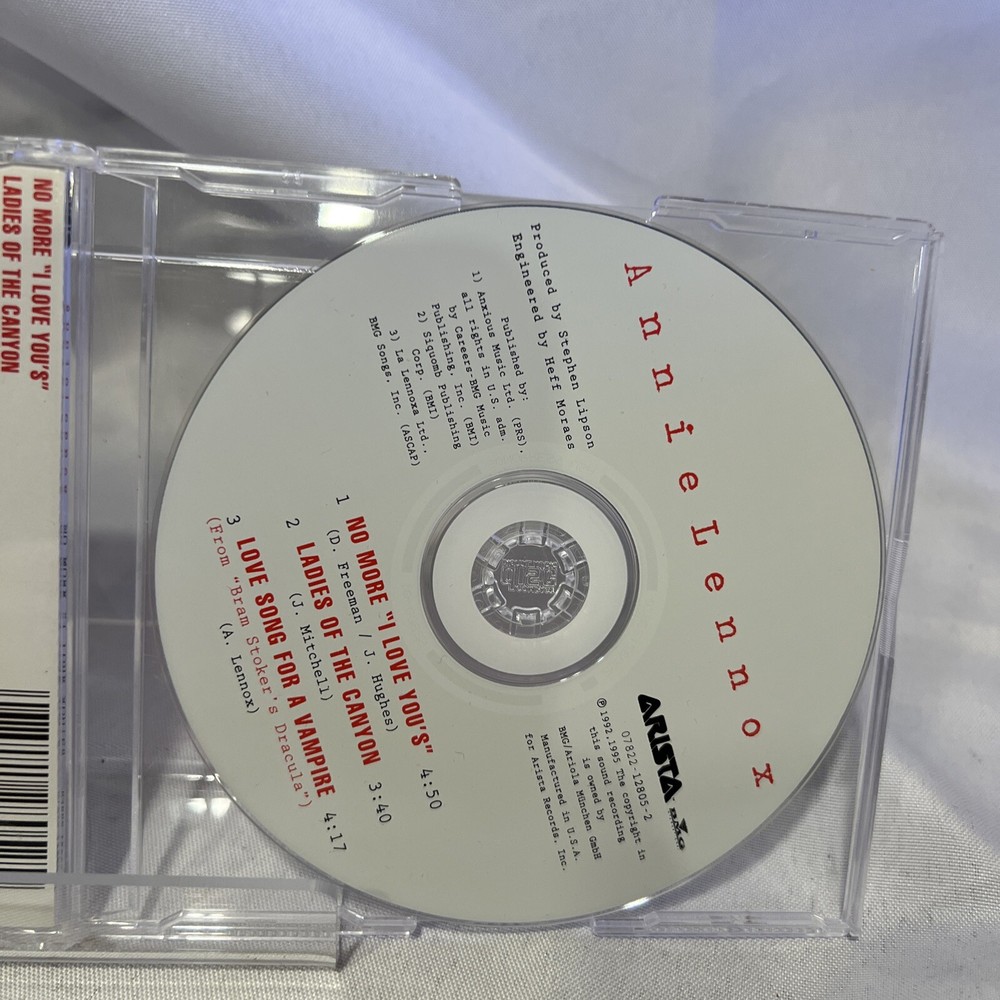 NO MORE "I LOVE YOU'S"
LADIES OF THE CANYON
Annie Lennox
Produced by Stephen Lipson
Engineered by Heff Moraes
Published by:
1) Anxious Music Ltd. (PRS),
all rights in U.S. adm.
by Careers-BMG Music
Publishing, Inc. (BMI)
2) Siquomb Publishing
Corp. (BMI)
3) La Lennoxa Ltd.,
BMG Songs, Inc. (ASCAP)
1 NO MORE "I LOVE YOU'S" 4:50
(D. Freeman / J. Hughes)
2 LADIES OF THE CANYON 3:40
(J. Mitchell)
3 LOVE SONG FOR A VAMPIRE 4:17
(From "Bram Stoker's Dracula")
(A. Lennox)
ARISTA BMG
07822-12805-2
℗1992,1995 The copyright in
this sound recording
is owned by
BMG/Ariola München GmbH
Manufactured in U.S.A.
for Arista Records, Inc.